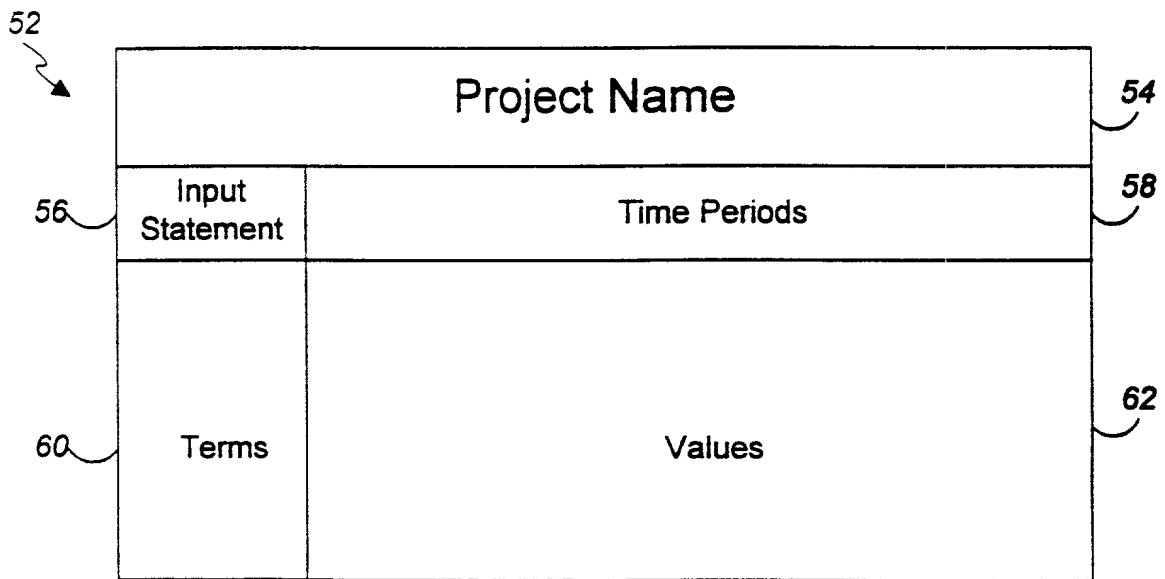 52
Project Name
54
56
Input
Statement
Time Periods
58
60
Terms
Values
62